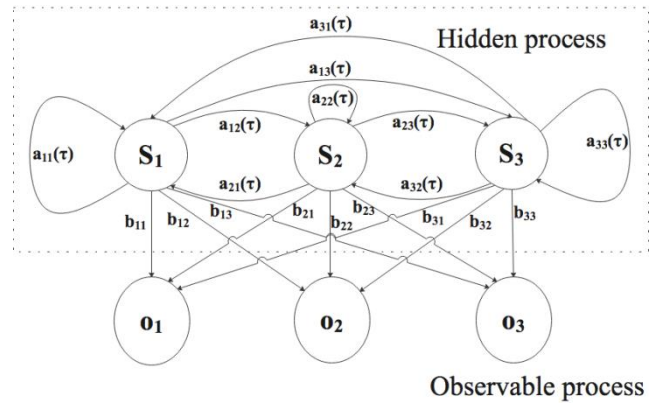 a31(τ)
Hidden process
a13(τ)
a22(τ)
a12(τ)
a23(τ)
a11(τ)
S1
S2
S3
a33(τ)
a21(τ)
a32(τ)
b11
b12
b13
b21
b22
b23
b31
b32
b33
o1
o2
o3
Observable process